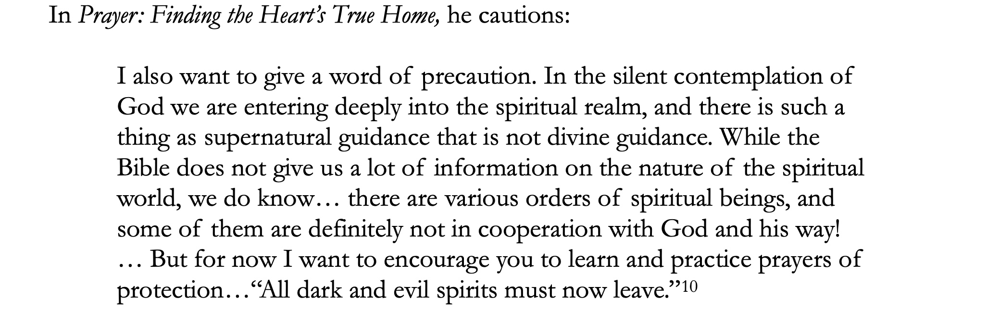 In Prayer: Finding the Heart’s True Home, he cautions:
I also want to give a word of precaution. In the silent contemplation of
God we are entering deeply into the spiritual realm, and there is such a
thing as supernatural guidance that is not divine guidance. While the
Bible does not give us a lot of information on the nature of the spiritual
world, we do know… there are various orders of spiritual beings, and
some of them are definitely not in cooperation with God and his way!
… But for now I want to encourage you to learn and practice prayers of
protection…“All dark and evil spirits must now leave.”10